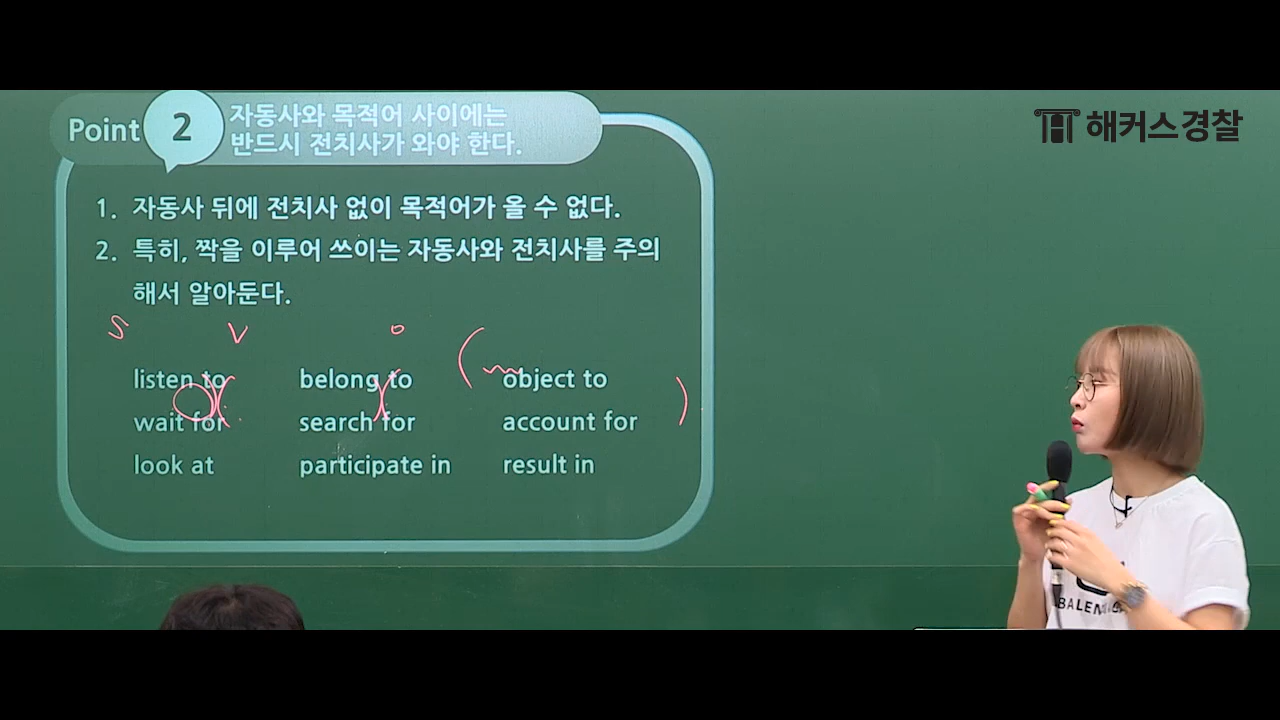 해커스경찰
Point 2
자동사와 목적어 사이에는
반드시 전치사가 와야 한다.
1. 자동사 뒤에 전치사 없이 목적어가 올 수 없다.
2. 특히, 짝을 이루어 쓰이는 자동사와 전치사를 주의
해서 알아둔다.
S V o
listen to belong to object to
wait for search for account for
look at participate in result in